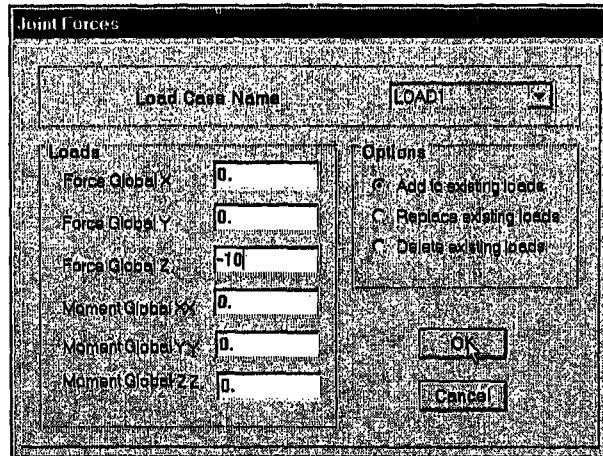 Joint Forces
Load Case Name LOAD1
Loads
Force Global X 0.
Force Global Y 0.
Force Global Z -10
Moment Global XX 0.
Moment Global YY 0.
Moment Global ZZ 0.
Options
Add to existing loads
Replace existing loads
Delete existing loads
OK
Cancel